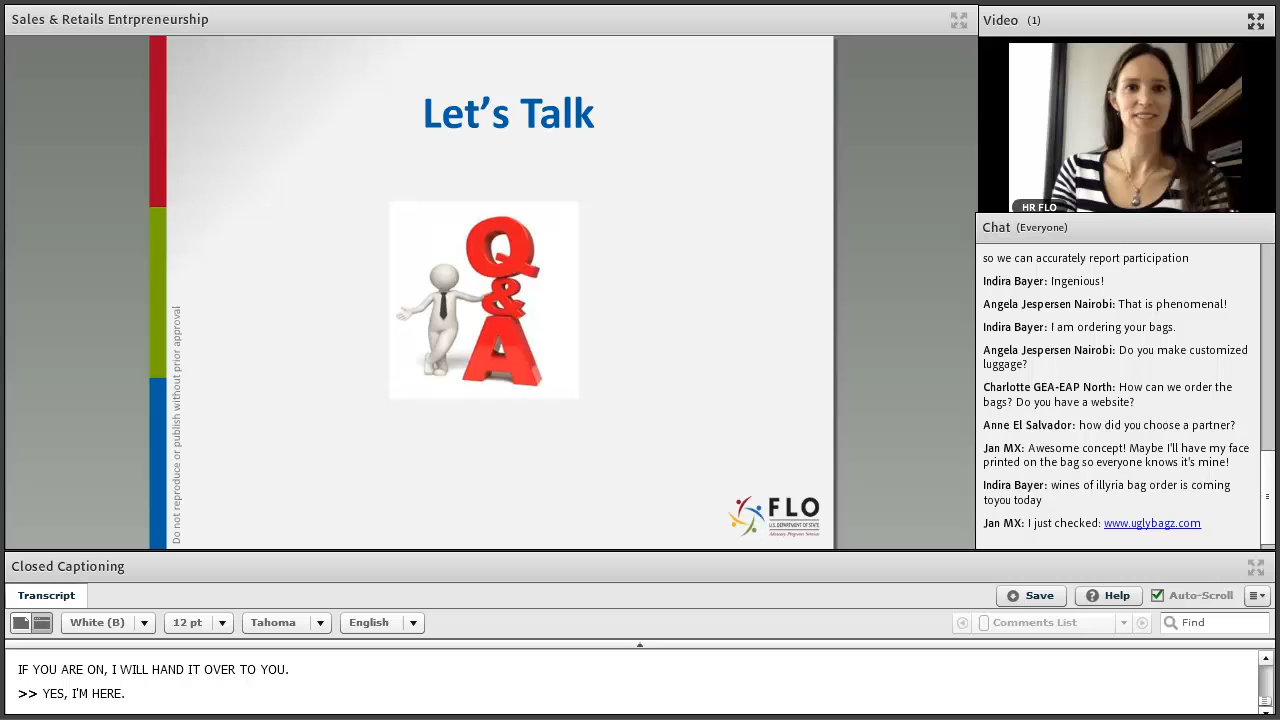 Sales & Retails Entrpreneurship
Let's Talk
Q
&
A
Do not reproduce or publish without prior approval
FLO
U.S. DEPARTMENT OF STATE
Advocacy Programs Services
Video (1)
HR FLO
Chat (Everyone)
so we can accurately report participation
Indira Bayer: Ingenious!
Angela Jespersen Nairobi: That is phenomenal!
Indira Bayer: I am ordering your bags.
Angela Jespersen Nairobi: Do you make customized
luggage?
Charlotte GEA-EAP North: How can we order the
bags? Do you have a website?
Anne El Salvador: how did you choose a partner?
Jan MX: Awesome concept! Maybe I'll have my face
printed on the bag so everyone knows it's mine!
Indira Bayer: wines of illyria bag order is coming
toyou today
Jan MX: I just checked: www.uglybagz.com
Closed Captioning
Transcript
Save
Help
Auto-Scroll
White (B)
12 pt
Tahoma
English
Comments List
Find
IF YOU ARE ON, I WILL HAND IT OVER TO YOU.
>> YES, I'M HERE.